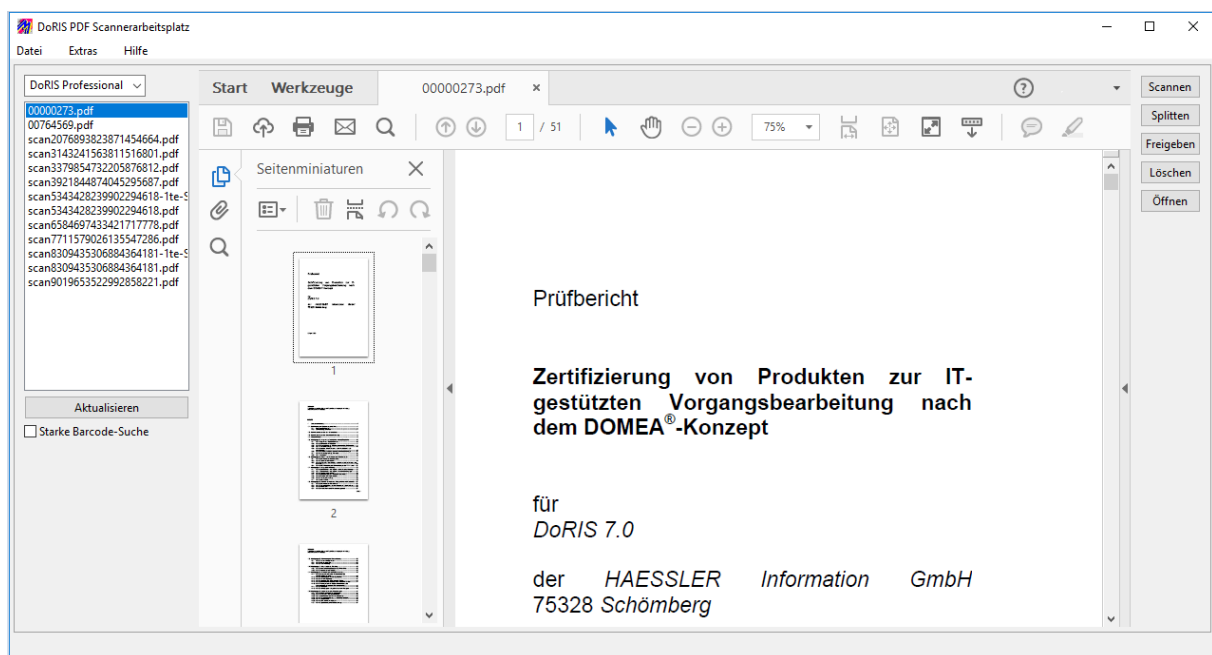 DoRIS PDF Scannerarbeitsplatz
Datei Extras Hilfe
DoRIS Professional
00000273.pdf
00764569.pdf
scan2076893823871454664.pdf
scan3143241563811516801.pdf
scan3379854732205876812.pdf
scan3921844874045295687.pdf
scan5343428239902294618-1te-S
scan5343428239902294618.pdf
scan6584697433421717778.pdf
scan7711579026135547286.pdf
scan8309435306884364181-1te-S
scan8309435306884364181.pdf
scan9019653522992858221.pdf
Aktualisieren
Starke Barcode-Suche
Start Werkzeuge 00000273.pdf
1 / 51 75%
Seitenminiaturen
1
2
Prüfbericht
Zertifizierung von Produkten zur IT-
gestützten Vorgangsbearbeitung nach
dem DOMEA®-Konzept
für
DoRIS 7.0
der HAESSLER Information GmbH
75328 Schömberg
Scannen
Splitten
Freigeben
Löschen
Öffnen